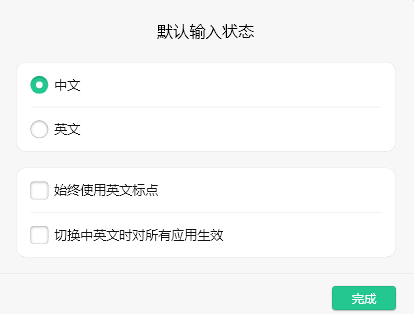 默认输入状态
中文
英文
始终使用英文标点
切换中英文时对所有应用生效
完成